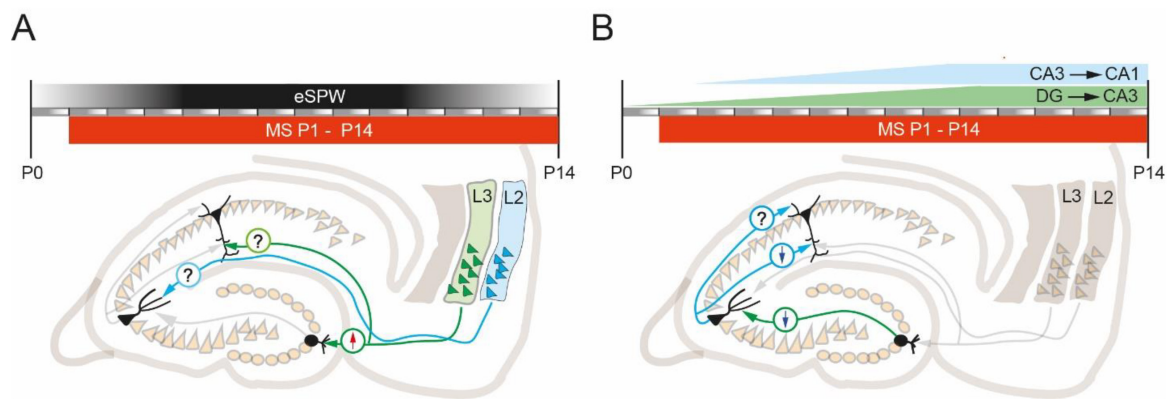 A
eSPW
MS P1 - P14
P0
P14
L3
L2
?
?
B
CA3 → CA1
DG → CA3
MS P1 - P14
P0
P14
L3
L2
?